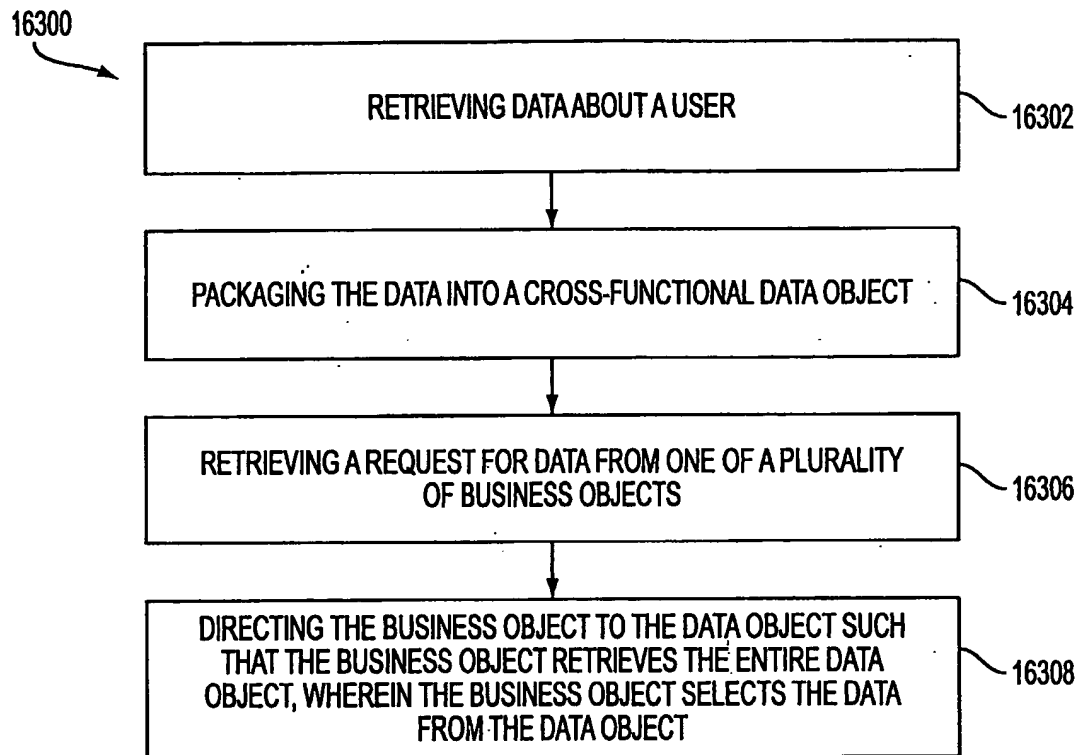 16300
RETRIEVING DATA ABOUT A USER
16302
PACKAGING THE DATA INTO A CROSS-FUNCTIONAL DATA OBJECT
16304
RETRIEVING A REQUEST FOR DATA FROM ONE OF A PLURALITY
OF BUSINESS OBJECTS
16306
DIRECTING THE BUSINESS OBJECT TO THE DATA OBJECT SUCH
THAT THE BUSINESS OBJECT RETRIEVES THE ENTIRE DATA
OBJECT, WHEREIN THE BUSINESS OBJECT SELECTS THE DATA
FROM THE DATA OBJECT
16308